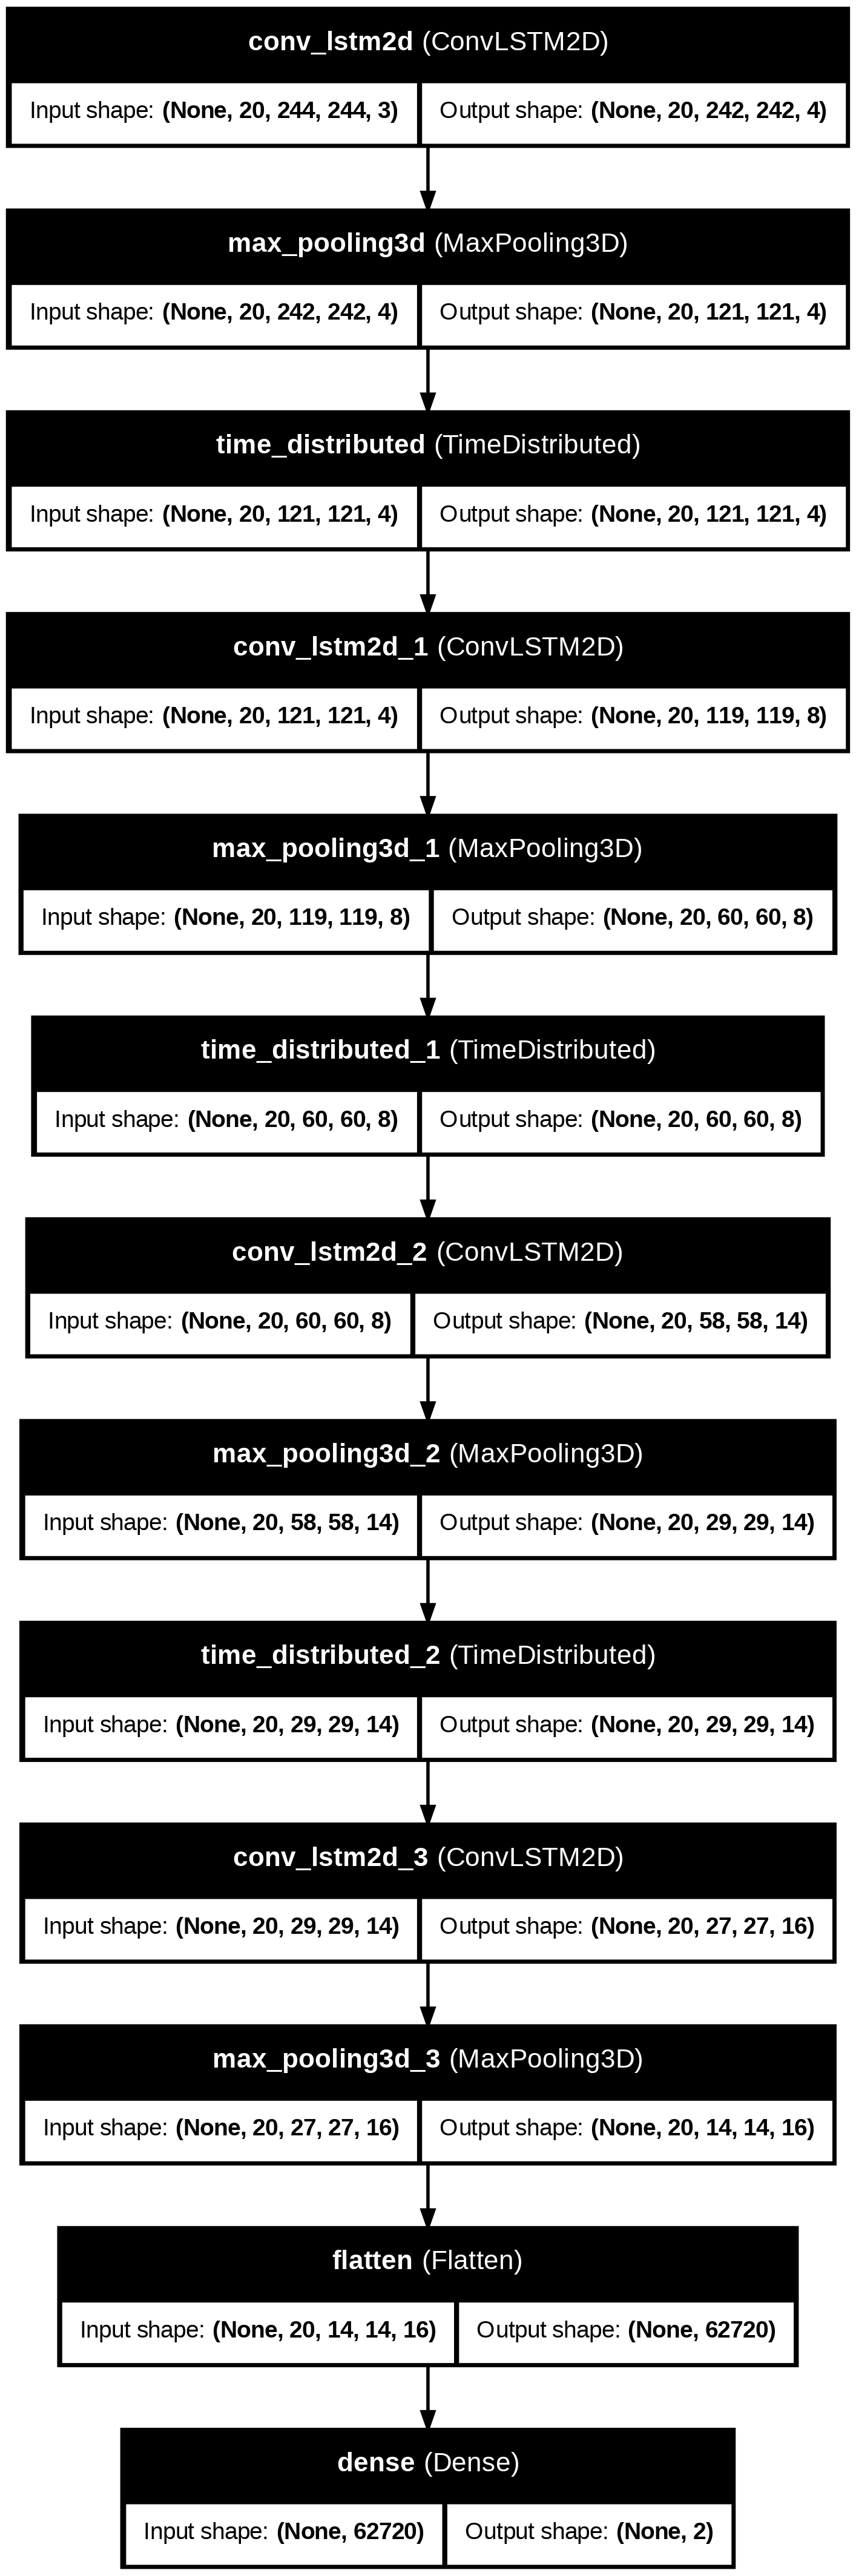 conv_lstm2d (ConvLSTM2D)
Input shape: (None, 20, 244, 244, 3) Output shape: (None, 20, 242, 242, 4)
max_pooling3d (MaxPooling3D)
Input shape: (None, 20, 242, 242, 4) Output shape: (None, 20, 121, 121, 4)
time_distributed (TimeDistributed)
Input shape: (None, 20, 121, 121, 4) Output shape: (None, 20, 121, 121, 4)
conv_lstm2d_1 (ConvLSTM2D)
Input shape: (None, 20, 121, 121, 4) Output shape: (None, 20, 119, 119, 8)
max_pooling3d_1 (MaxPooling3D)
Input shape: (None, 20, 119, 119, 8) Output shape: (None, 20, 60, 60, 8)
time_distributed_1 (TimeDistributed)
Input shape: (None, 20, 60, 60, 8) Output shape: (None, 20, 60, 60, 8)
conv_lstm2d_2 (ConvLSTM2D)
Input shape: (None, 20, 60, 60, 8) Output shape: (None, 20, 58, 58, 14)
max_pooling3d_2 (MaxPooling3D)
Input shape: (None, 20, 58, 58, 14) Output shape: (None, 20, 29, 29, 14)
time_distributed_2 (TimeDistributed)
Input shape: (None, 20, 29, 29, 14) Output shape: (None, 20, 29, 29, 14)
conv_lstm2d_3 (ConvLSTM2D)
Input shape: (None, 20, 29, 29, 14) Output shape: (None, 20, 27, 27, 16)
max_pooling3d_3 (MaxPooling3D)
Input shape: (None, 20, 27, 27, 16) Output shape: (None, 20, 14, 14, 16)
flatten (Flatten)
Input shape: (None, 20, 14, 14, 16) Output shape: (None, 62720)
dense (Dense)
Input shape: (None, 62720) Output shape: (None, 2)